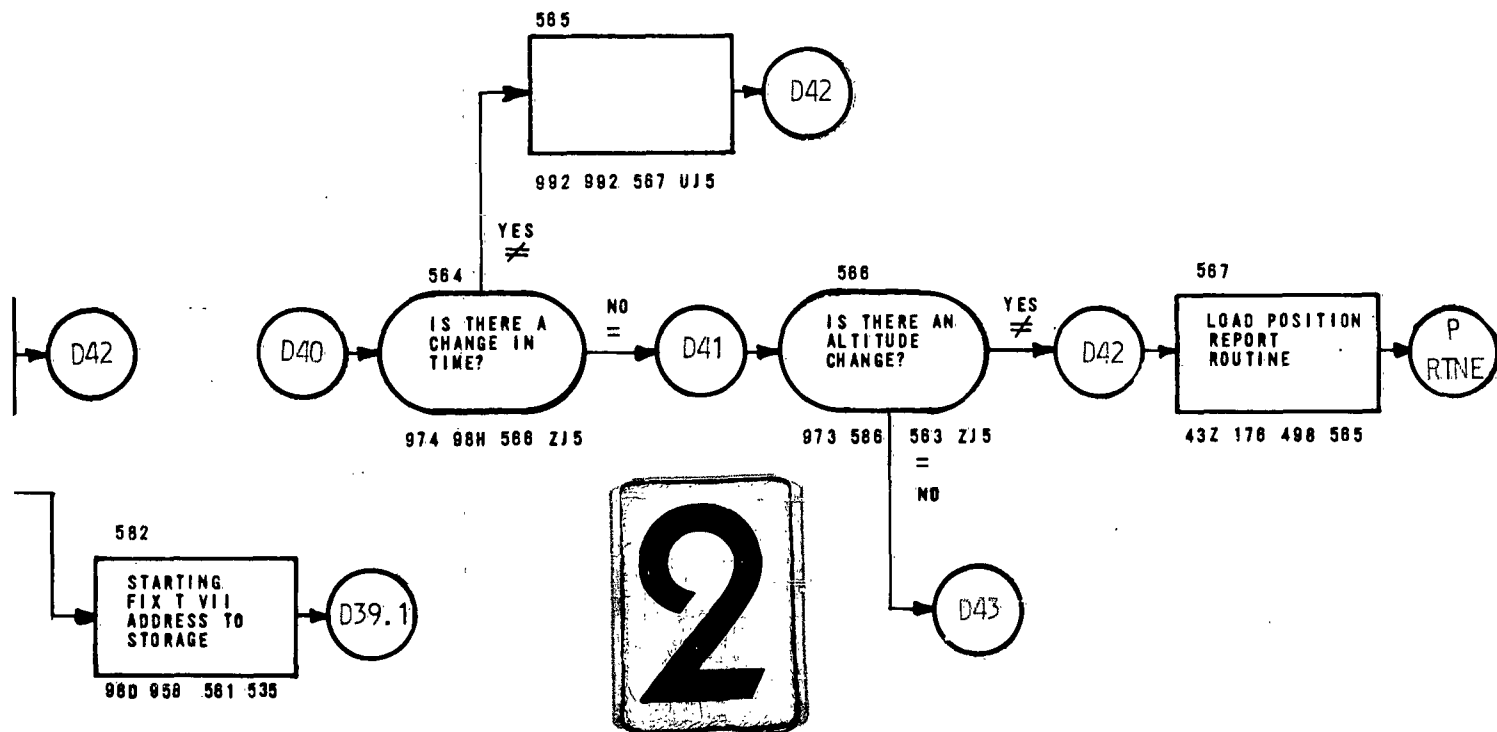 565
D42
992 992 567 UJ5
YES
≠
564
566
567
D42
D40
IS THERE A
CHANGE IN
TIME?
NO
=
D41
IS THERE AN
ALTITUDE
CHANGE?
YES
≠
D42
LOAD POSITION
REPORT
ROUTINE
P
RTNE
974 98H 566 ZJ5
973 586 563 ZJ5
43Z 176 498 565
=
NO
582
STARTING
FIX T VII
ADDRESS TO
STORAGE
D39.1
98D 958 561 535
2
D43